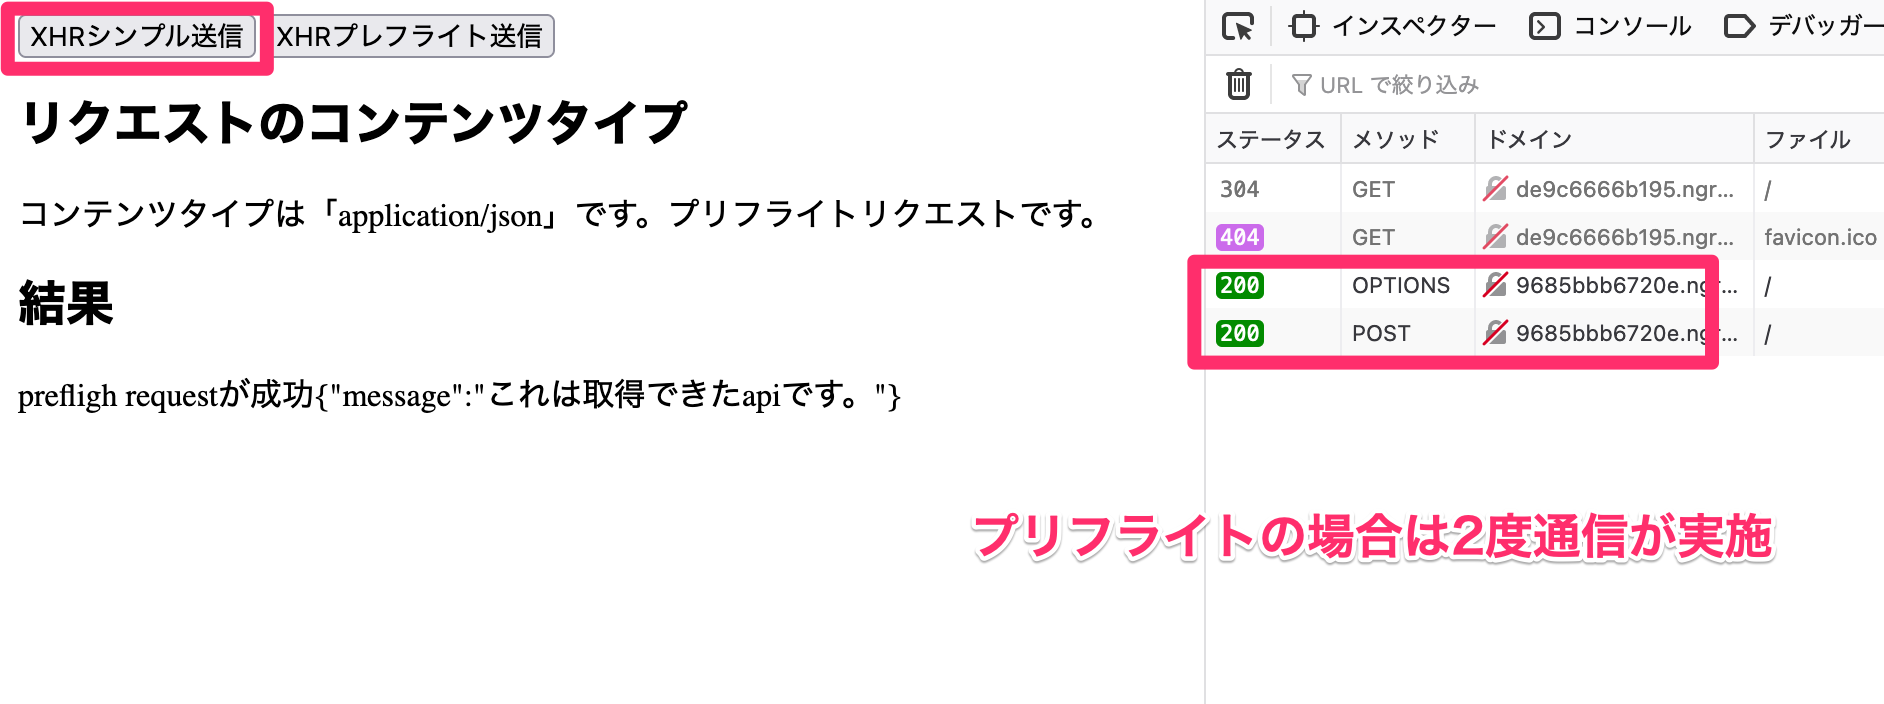 XHRシンプル送信 XHRプレフライト送信
リクエストのコンテンツタイプ
コンテンツタイプは「application/json」です。プリフライトリクエストです。
結果
prefligh requestが成功{"message":"これは取得できたapiです。"}
インスペクター コンソール デバッガー
URL で絞り込み
ステータス メソッド ドメイン ファイル
304 GET de9c6666b195.ngr... /
404 GET de9c6666b195.ngr... favicon.ico
200 OPTIONS 9685bbb6720e.ngr... /
200 POST 9685bbb6720e.ngr... /
プリフライトの場合は2度通信が実施